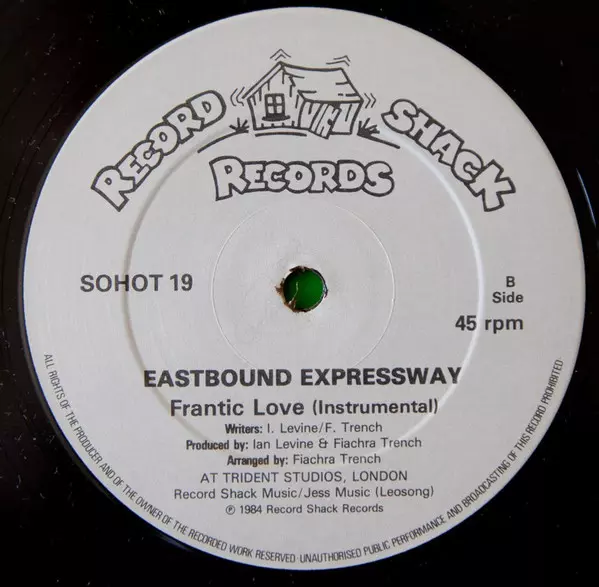 RECORD SHACK
RECORDS
SOHOT 19
B
Side
45 rpm
EASTBOUND EXPRESSWAY
Frantic Love (Instrumental)
Writers: I. Levine/F. Trench
Produced by: Ian Levine & Fiachra Trench
Arranged by: Fiachra Trench
AT TRIDENT STUDIOS, LONDON
Record Shack Music/Jess Music (Leosong)
℗ 1984 Record Shack Records
ALL RIGHTS OF THE PRODUCER AND OF THE OWNER OF THE RECORDED WORK RESERVED · UNAUTHORISED PUBLIC PERFORMANCE AND BROADCASTING OF THIS RECORD PROHIBITED